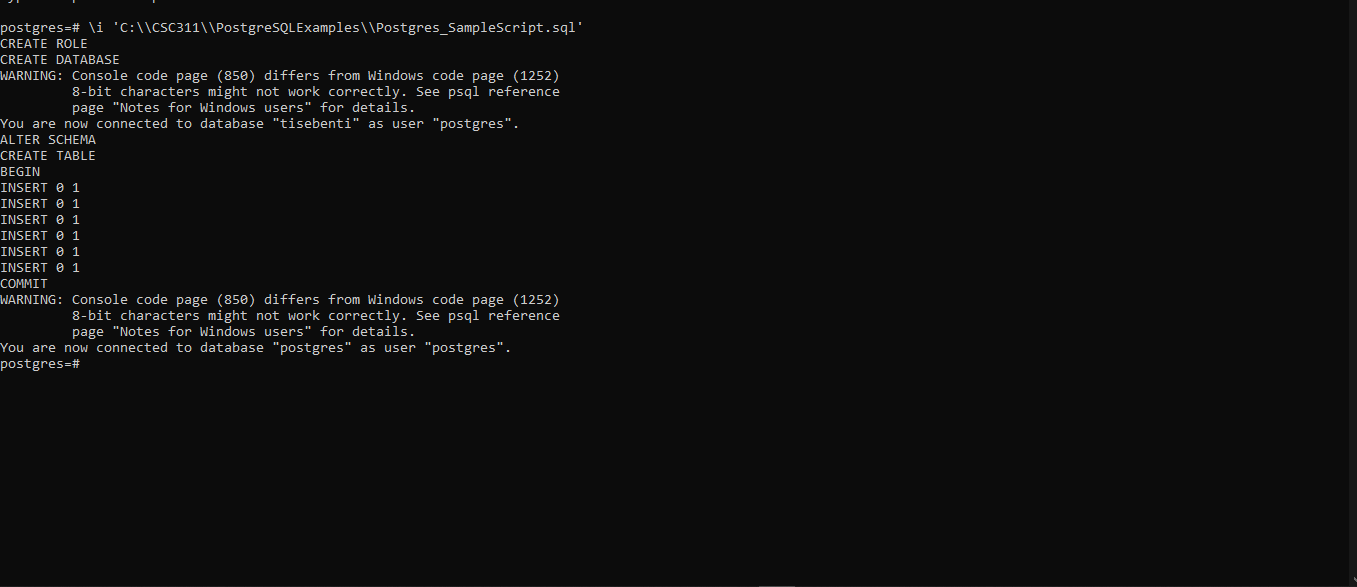 postgres=# \i 'C:\\CSC311\\PostgreSQLExamples\\Postgres_SampleScript.sql'
CREATE ROLE
CREATE DATABASE
WARNING: Console code page (850) differs from Windows code page (1252)
         8-bit characters might not work correctly. See psql reference
         page "Notes for Windows users" for details.
You are now connected to database "tisebenti" as user "postgres".
ALTER SCHEMA
CREATE TABLE
BEGIN
INSERT 0 1
INSERT 0 1
INSERT 0 1
INSERT 0 1
INSERT 0 1
INSERT 0 1
COMMIT
WARNING: Console code page (850) differs from Windows code page (1252)
         8-bit characters might not work correctly. See psql reference
         page "Notes for Windows users" for details.
You are now connected to database "postgres" as user "postgres".
postgres=#